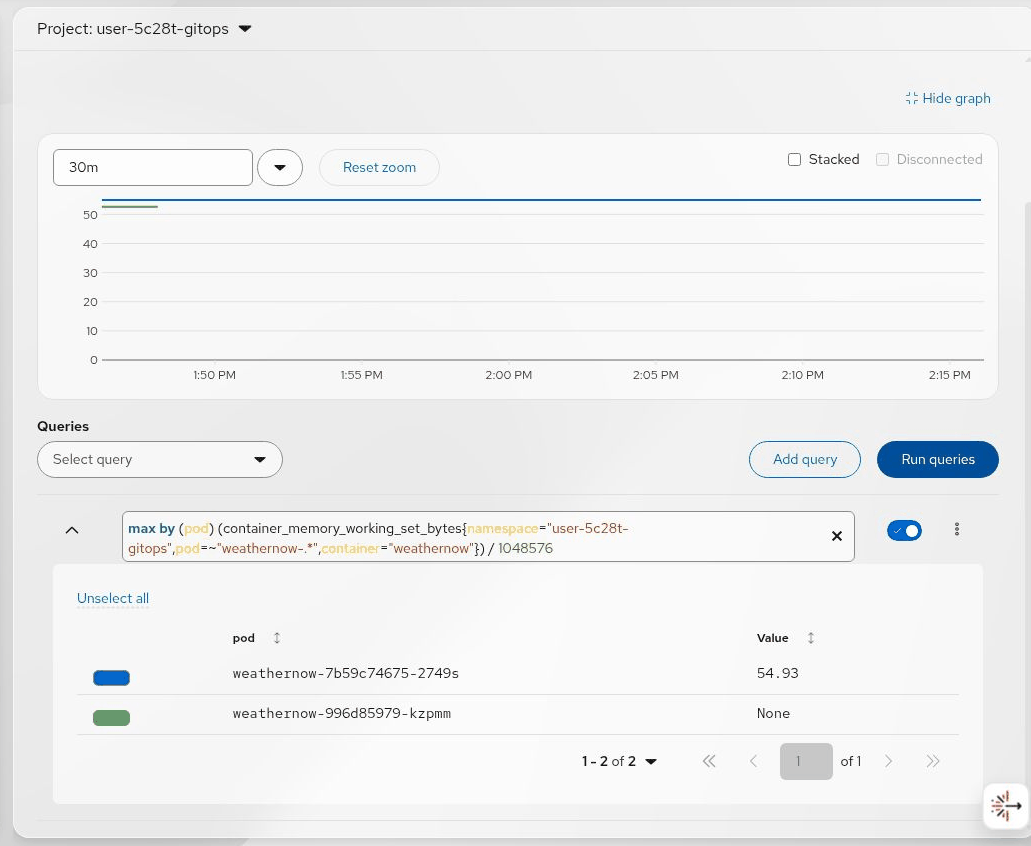 Project: user-5c28t-gitops
Hide graph
30m
Reset zoom
Stacked
Disconnected
50
40
30
20
10
0
1:50 PM
1:55 PM
2:00 PM
2:05 PM
2:10 PM
2:15 PM
Queries
Select query
Add query
Run queries
max by (pod) (container_memory_working_set_bytes{namespace="user-5c28t-
gitops",pod=~"weathernow-.*",container="weathernow"}) / 1048576
Unselect all
pod
Value
weathernow-7b59c74675-2749s
54.93
weathernow-996d85979-kzpmm
None
1 - 2 of 2
1
of 1